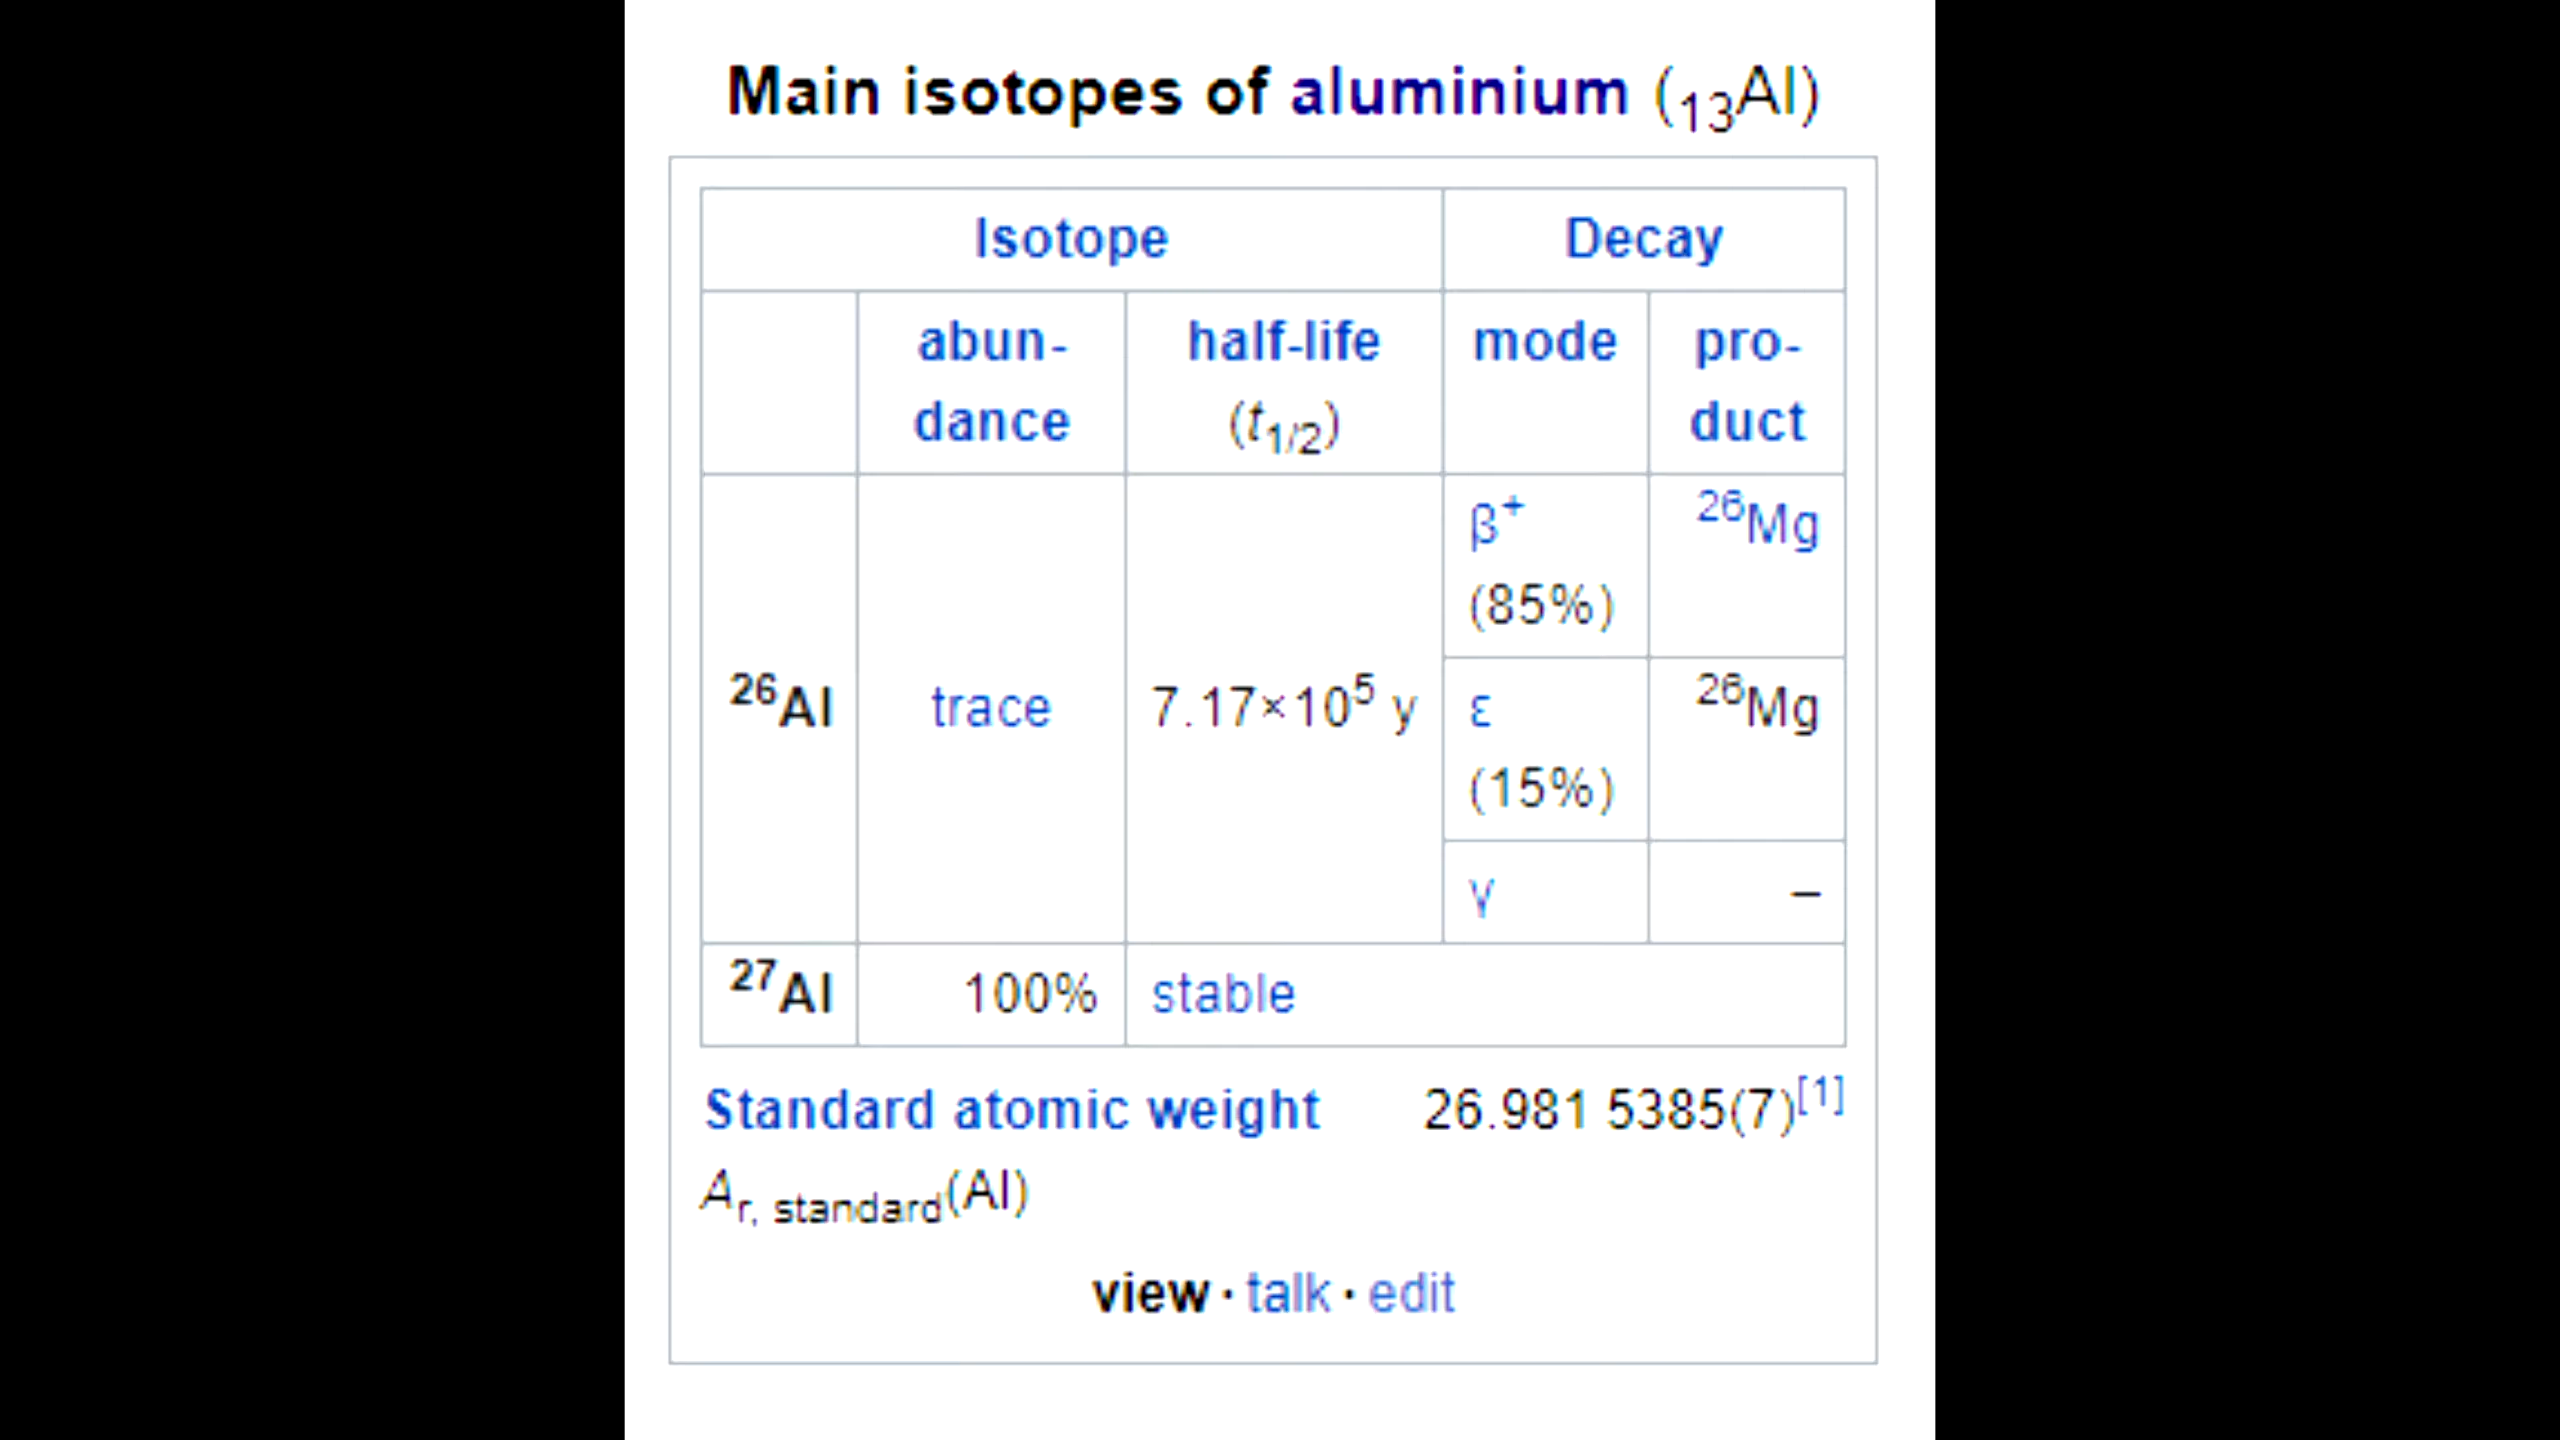 Main isotopes of aluminium (₁₃Al)
Isotope Decay
abun- half-life mode pro-
dance (t1/2) duct
β⁺ ²⁶Mg
(85%)
²⁶Al trace 7.17×10⁵ y ε ²⁶Mg
(15%)
γ –
²⁷Al 100% stable
Standard atomic weight 26.981 5385(7)[1]
Ar, standard(Al)
view · talk · edit